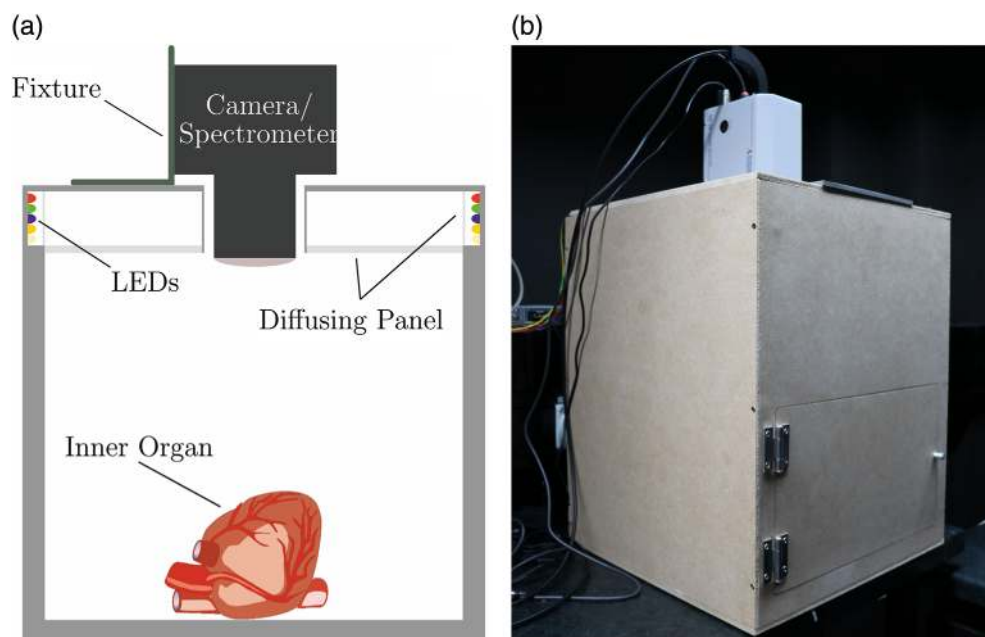 (a)
(b)
Fixture
Camera/
Spectrometer
LEDs
Diffusing Panel
Inner Organ